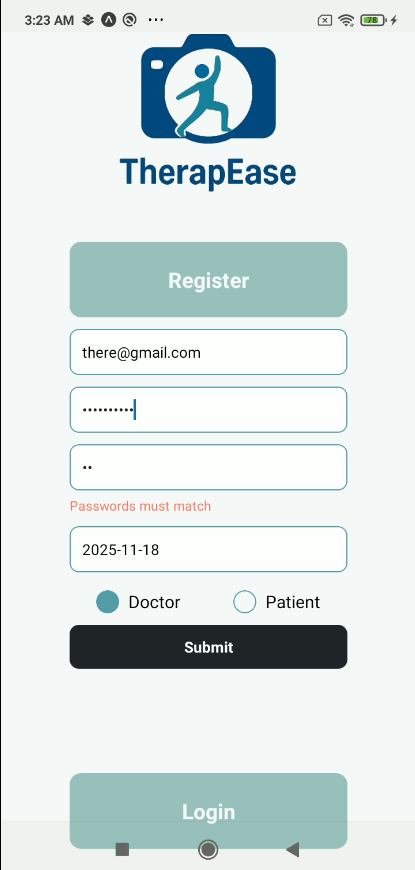 3:23 AM
78
TherapEase
Register
there@gmail.com
••••••••••
••
Passwords must match
2025-11-18
Doctor
Patient
Submit
Login